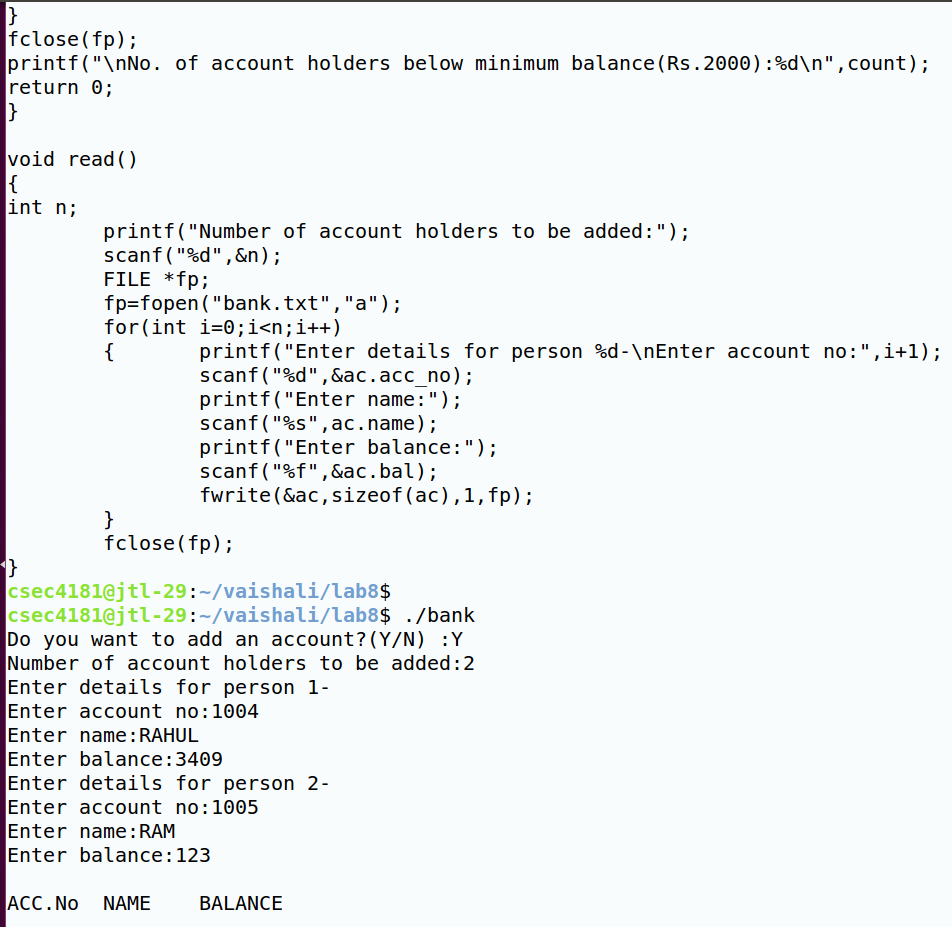 }
fclose(fp);
printf("\nNo. of account holders below minimum balance(Rs.2000):%d\n",count);
return 0;
}

void read()
{
int n;
        printf("Number of account holders to be added:");
        scanf("%d",&n);
        FILE *fp;
        fp=fopen("bank.txt","a");
        for(int i=0;i<n;i++)
        {       printf("Enter details for person %d-\nEnter account no:",i+1);
                scanf("%d",&ac.acc_no);
                printf("Enter name:");
                scanf("%s",ac.name);
                printf("Enter balance:");
                scanf("%f",&ac.bal);
                fwrite(&ac,sizeof(ac),1,fp);
        }
        fclose(fp);
}
csec4181@jtl-29:~/vaishali/lab8$
csec4181@jtl-29:~/vaishali/lab8$ ./bank
Do you want to add an account?(Y/N) :Y
Number of account holders to be added:2
Enter details for person 1-
Enter account no:1004
Enter name:RAHUL
Enter balance:3409
Enter details for person 2-
Enter account no:1005
Enter name:RAM
Enter balance:123

ACC.No  NAME    BALANCE